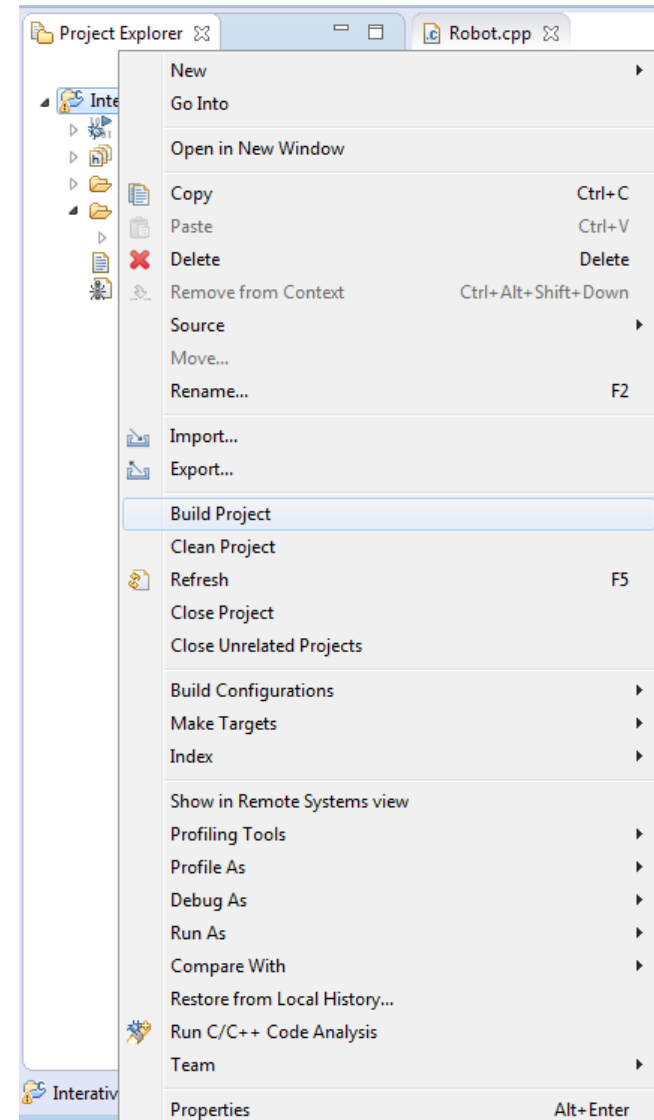 Project Explorer
Robot.cpp
Inte
New
Go Into
Open in New Window
Copy Ctrl+C
Paste Ctrl+V
Delete Delete
Remove from Context Ctrl+Alt+Shift+Down
Source
Move...
Rename... F2
Import...
Export...
Build Project
Clean Project
Refresh F5
Close Project
Close Unrelated Projects
Build Configurations
Make Targets
Index
Show in Remote Systems view
Profiling Tools
Profile As
Debug As
Run As
Compare With
Restore from Local History...
Run C/C++ Code Analysis
Team
Interativ
Properties Alt+Enter